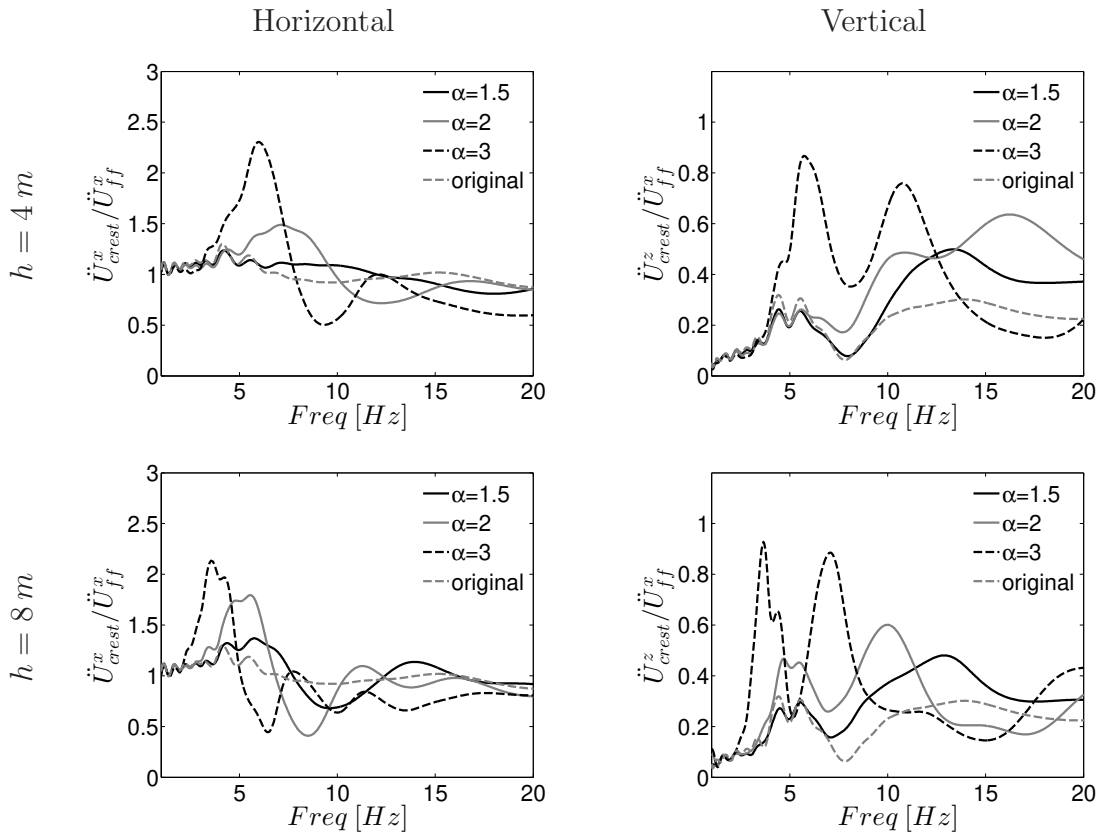 Horizontal
Vertical
h = 4 m
Ü^x_crest/Ü^x_ff
3
2.5
2
1.5
1
0.5
0
α=1.5
α=2
α=3
original
5 10 15 20
Freq [Hz]
Ü^z_crest/Ü^x_ff
1
0.8
0.6
0.4
0.2
0
α=1.5
α=2
α=3
original
5 10 15 20
Freq [Hz]
h = 8 m
Ü^x_crest/Ü^x_ff
3
2.5
2
1.5
1
0.5
0
α=1.5
α=2
α=3
original
5 10 15 20
Freq [Hz]
Ü^z_crest/Ü^x_ff
1
0.8
0.6
0.4
0.2
0
α=1.5
α=2
α=3
original
5 10 15 20
Freq [Hz]